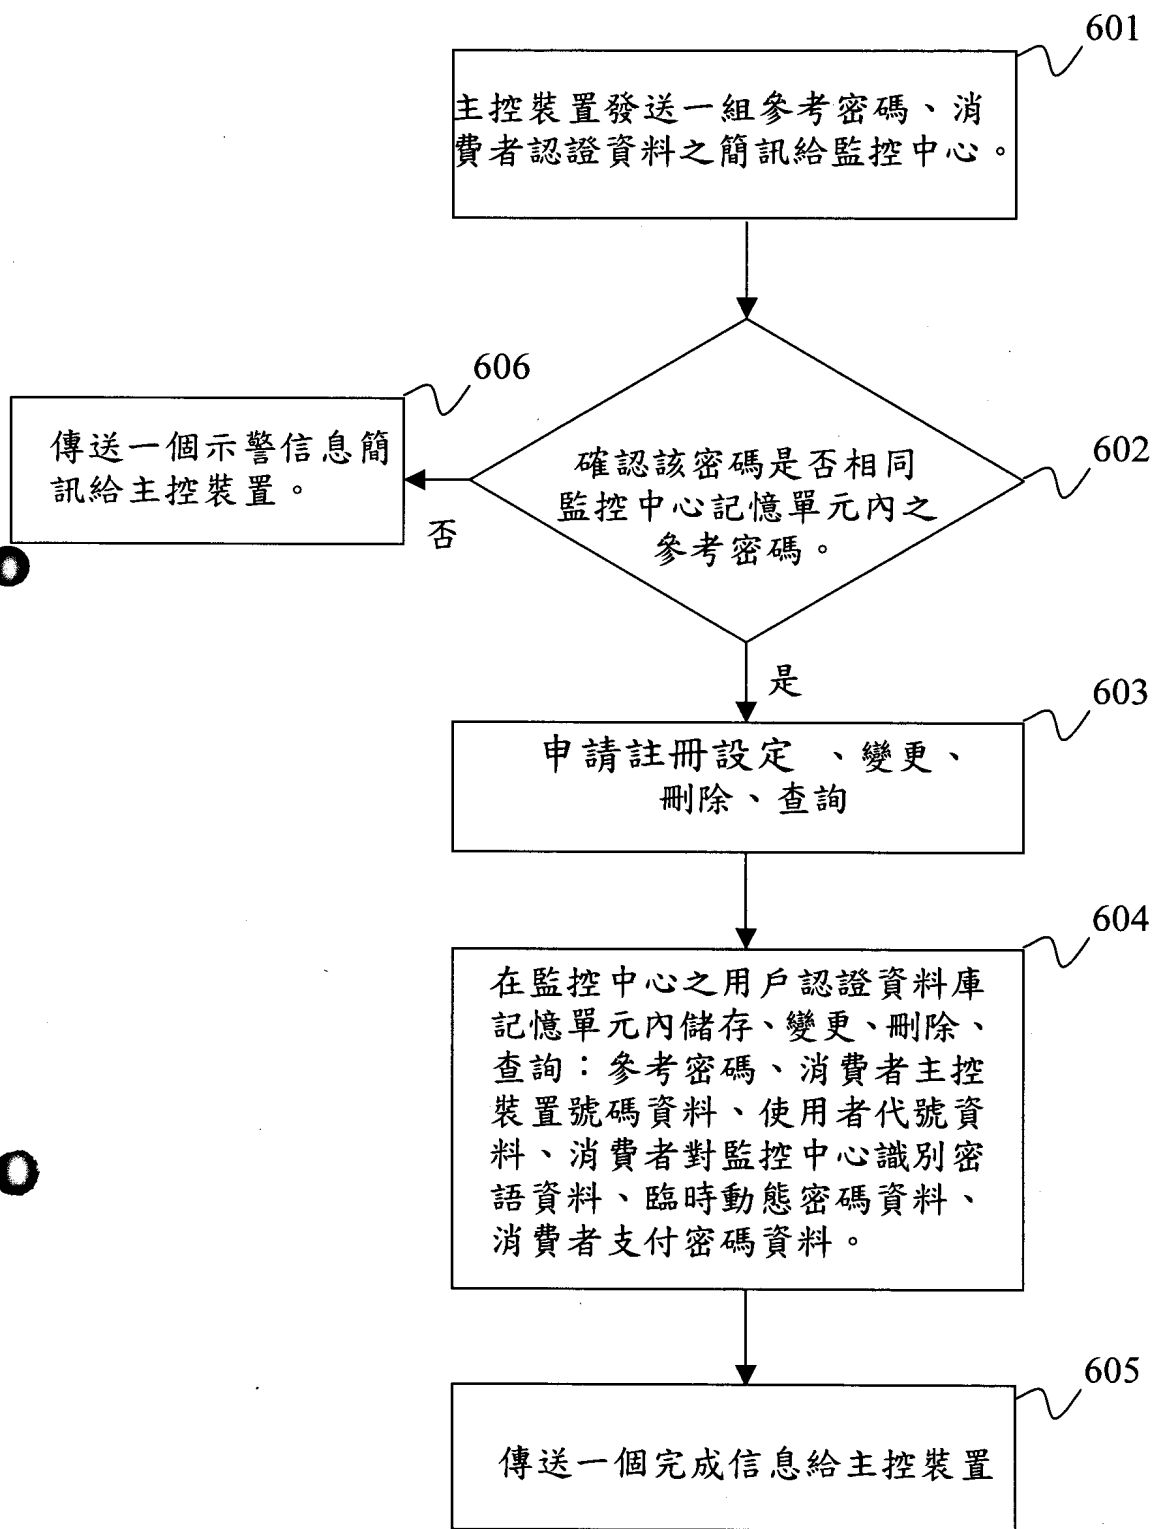 601
主控裝置發送一組參考密碼、消
費者認證資料之簡訊給監控中心。
606
傳送一個示警信息簡
訊給主控裝置。
602
確認該密碼是否相同
監控中心記憶單元內之
參考密碼。
否
是
603
申請註冊設定 、變更、
刪除、查詢
604
在監控中心之用戶認證資料庫
記憶單元內儲存、變更、刪除、
查詢：參考密碼、消費者主控
裝置號碼資料、使用者代號資
料、消費者對監控中心識別密
語資料、臨時動態密碼資料、
消費者支付密碼資料。
605
傳送一個完成信息給主控裝置